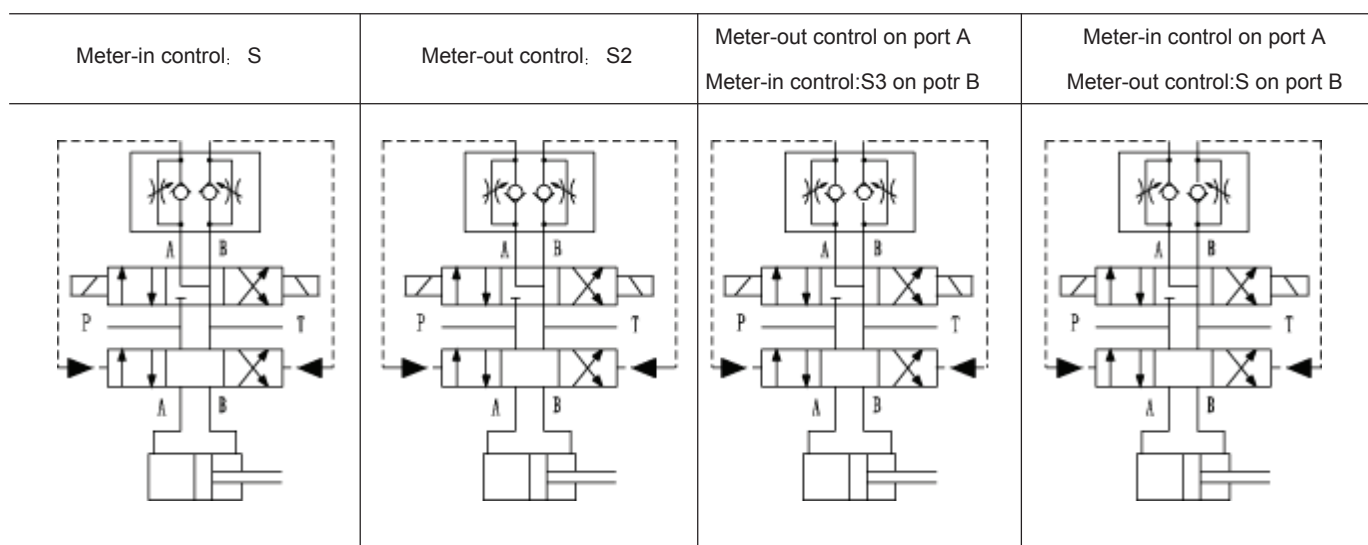 Meter-in control： S
Meter-out control： S2
Meter-out control on port A
Meter-in control:S3 on potr B
Meter-in control on port A
Meter-out control:S on port B
A B
P T
A B
A B
P T
A B
A B
P T
A B
A B
P T
A B